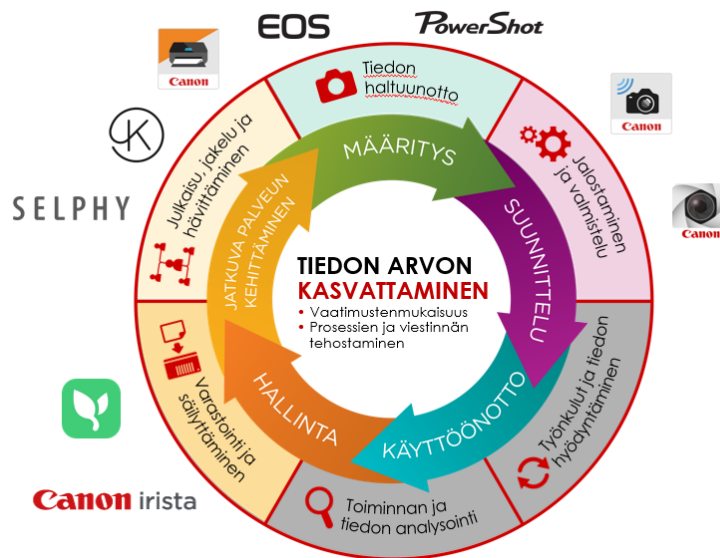 EOS
PowerShot
Canon
Tiedon
haltuunotto
Canon
Julkaisu, jakelu ja
hävittäminen
Jalostaminen
ja valmistelu
SELPHY
Canon
MÄÄRITYS
SUUNNITTELU
KÄYTTÖÖNOTTO
HALLINTA
JATKUVA PALVEUN
KEHITTÄMINEN
TIEDON ARVON
KASVATTAMINEN
• Vaatimustenmukaisuus
• Prosessien ja viestinnän
tehostaminen
Työnkulut ja tiedon
hyödyntäminen
Toiminnan ja
tiedon analysointi
Varastointi ja
säilyttäminen
Canon irista